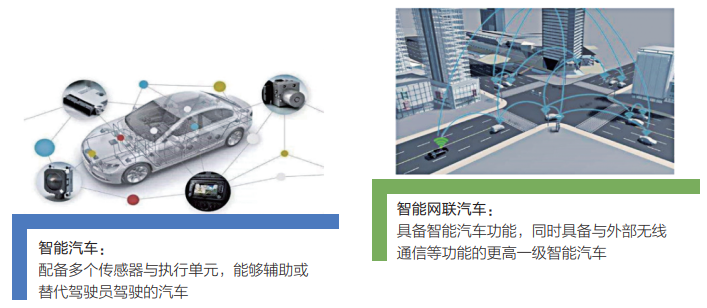 智能汽车：
配备多个传感器与执行单元，能够辅助或
替代驾驶员驾驶的汽车
智能网联汽车：
具备智能汽车功能，同时具备与外部无线
通信等功能的更高一级智能汽车